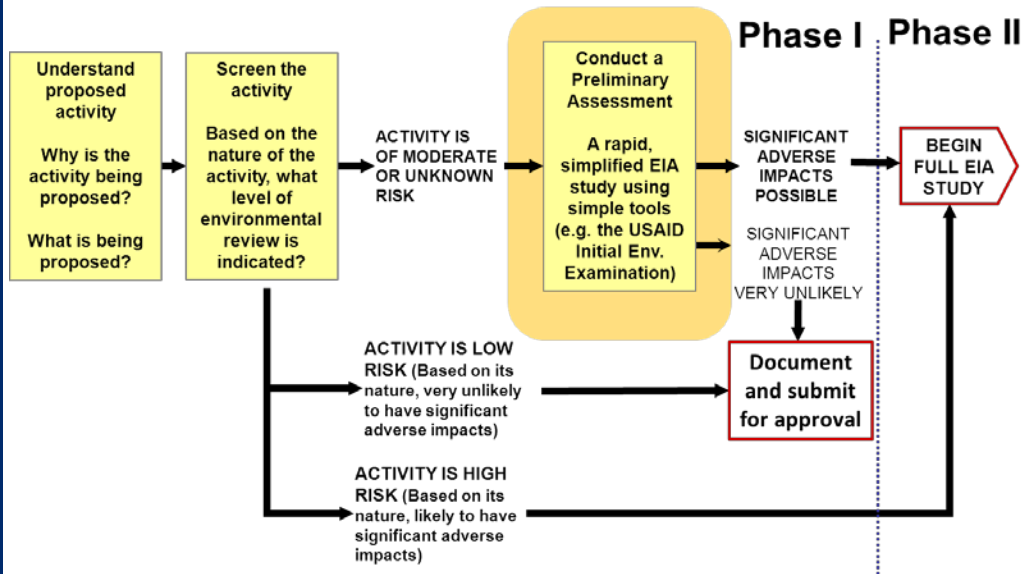 Phase I
Phase II
Understand
proposed
activity
Why is the
activity being
proposed?
What is being
proposed?
Screen the
activity
Based on the
nature of the
activity, what
level of
environmental
review is
indicated?
ACTIVITY IS
OF MODERATE
OR UNKNOWN
RISK
Conduct a
Preliminary
Assessment
A rapid,
simplified EIA
study using
simple tools
(e.g. the USAID
Initial Env.
Examination)
SIGNIFICANT
ADVERSE
IMPACTS
POSSIBLE
SIGNIFICANT
ADVERSE
IMPACTS
VERY UNLIKELY
BEGIN
FULL EIA
STUDY
ACTIVITY IS LOW
RISK (Based on its
nature, very unlikely
to have significant
adverse impacts)
Document
and submit
for approval
ACTIVITY IS HIGH
RISK (Based on its
nature, likely to have
significant adverse
impacts)